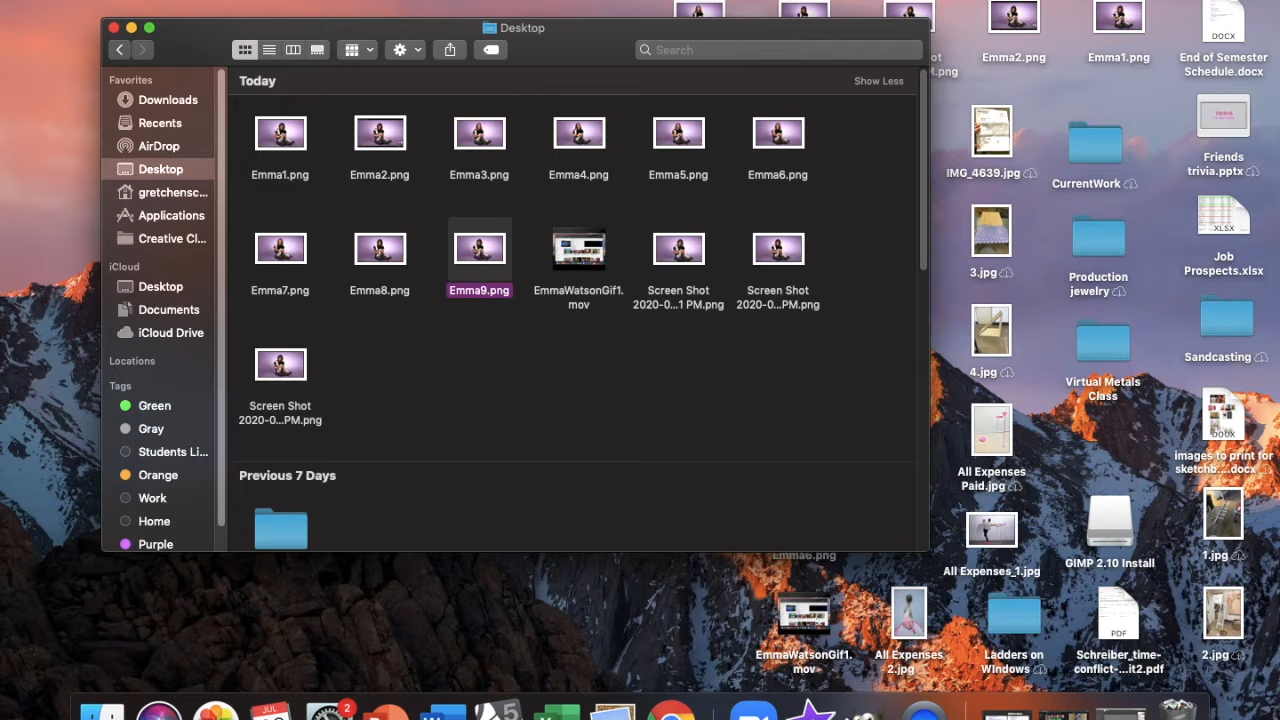 Desktop
Search
Favorites
Downloads
Recents
AirDrop
Desktop
gretchensc...
Applications
Creative Cl...
iCloud
Desktop
Documents
iCloud Drive
Locations
Tags
Green
Gray
Students Li...
Orange
Work
Home
Purple
Today
Show Less
Emma1.png
Emma2.png
Emma3.png
Emma4.png
Emma5.png
Emma6.png
Emma7.png
Emma8.png
Emma9.png
EmmaWatsonGif1.
mov
Screen Shot
2020-0...1 PM.png
Screen Shot
2020-0...PM.png
Screen Shot
2020-0...PM.png
Previous 7 Days
M.png
Emma2.png
Emma1.png
DOCX
End of Semester
Schedule.docx
IMG_4639.jpg
CurrentWork
Friends
trivia.pptx
3.jpg
Production
jewelry
XLSX
Job
Prospects.xlsx
4.jpg
Virtual Metals
Class
Sandcasting
All Expenses
Paid.jpg
DOCX
images to print for
sketchb....docx
All Expenses_1.jpg
GIMP 2.10 Install
1.jpg
Emma6.png
EmmaWatsonGif1.
mov
All Expenses
2.jpg
Ladders on
WIndows
PDF
Schreiber_time-
conflict-...it2.pdf
2.jpg
JUL
2
5